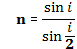 n = sin i / sin i/2